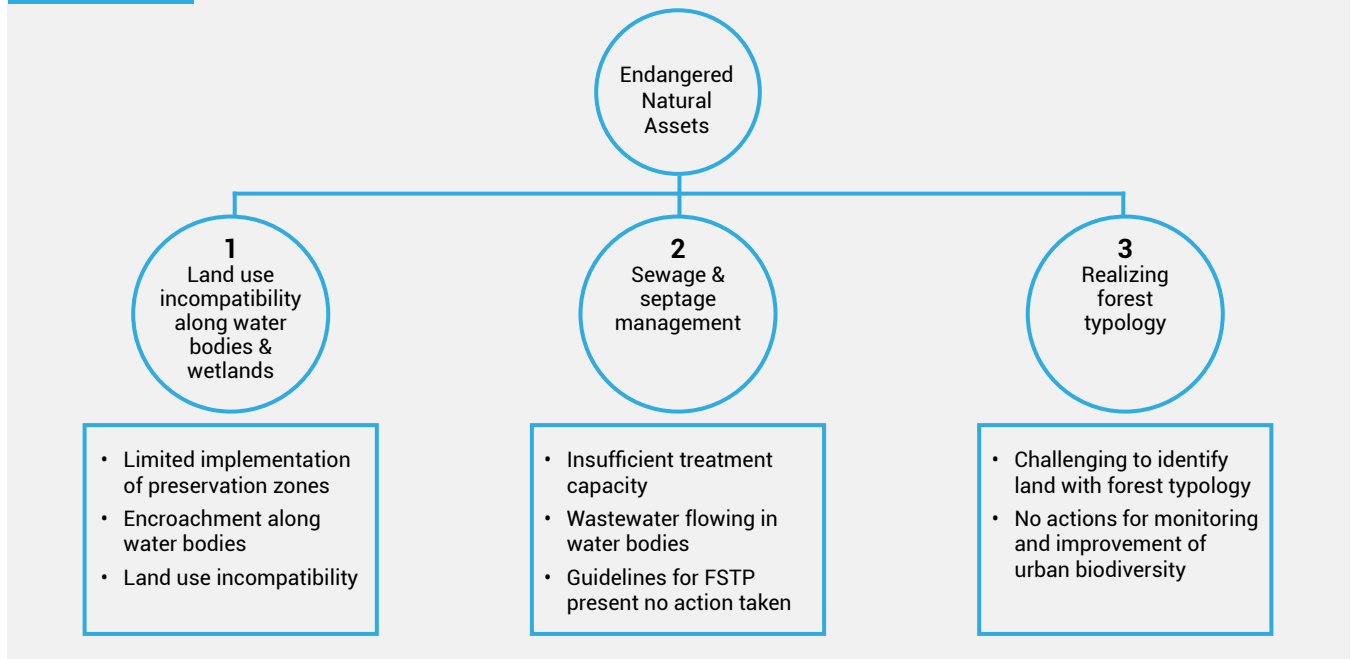 Endangered
Natural
Assets
1
Land use
incompatibility
along water
bodies &
wetlands
• Limited implementation
of preservation zones
• Encroachment along
water bodies
• Land use incompatibility
2
Sewage &
septage
management
• Insufficient treatment
capacity
• Wastewater flowing in
water bodies
• Guidelines for FSTP
present no action taken
3
Realizing
forest
typology
• Challenging to identify
land with forest typology
• No actions for monitoring
and improvement of
urban biodiversity